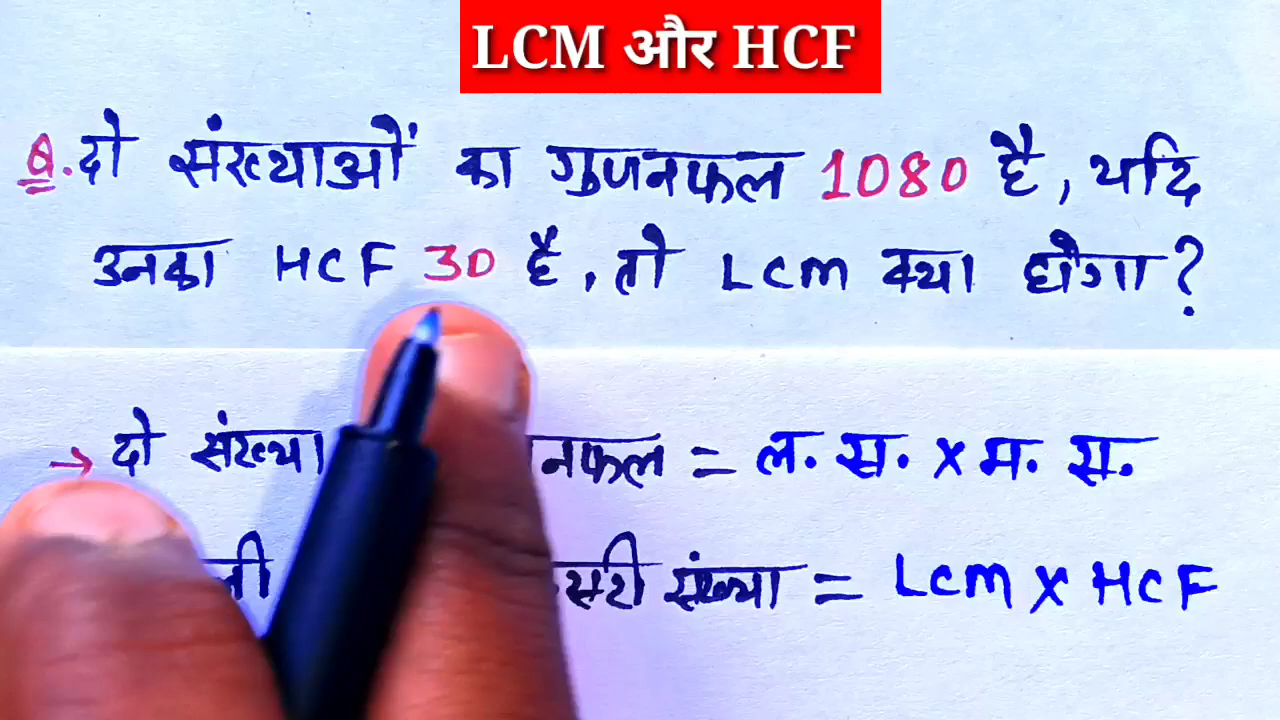 LCM और HCF
Q. दो संख्याओं का गुणनफल 1080 है, यदि
उनका HCF 30 है, तो LCM क्या होगा?
→ दो संख्या नफल = ल. स. × म. स.
ली सरी संख्या = LCM × HCF